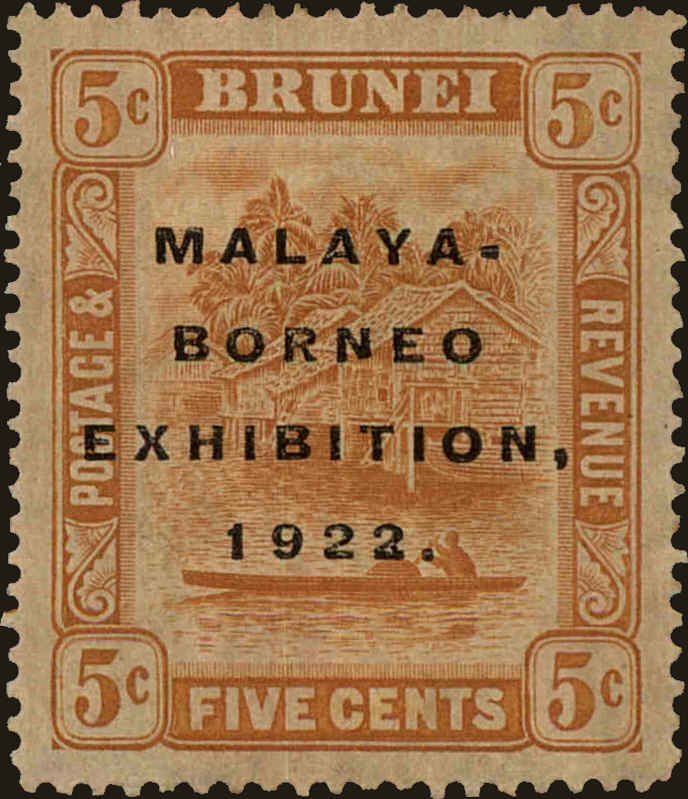 5c BRUNEI 5c
MALAYA-
BORNEO
EXHIBITION,
1922.
POSTAGE &
REVENUE
5c FIVE CENTS 5c